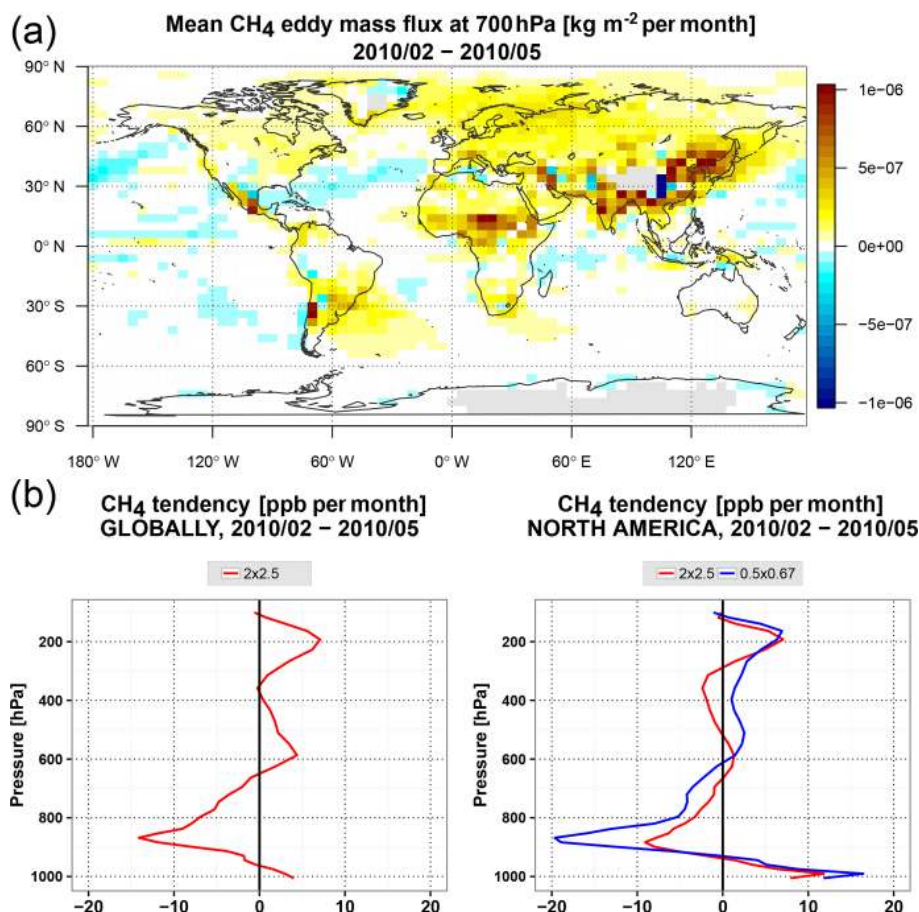 (a)
Mean CH4 eddy mass flux at 700 hPa [kg m−2 per month]
2010/02 − 2010/05
90° N
60° N
30° N
0° N
30° S
60° S
90° S
180° W
120° W
60° W
0° W
60° E
120° E
1e−06
5e−07
0e+00
−5e−07
−1e−06
(b)
CH4 tendency [ppb per month]
GLOBALLY, 2010/02 − 2010/05
2x2.5
Pressure [hPa]
200
400
600
800
1000
−20
−10
0
10
20
CH4 tendency [ppb per month]
NORTH AMERICA, 2010/02 − 2010/05
2x2.5 0.5x0.67
Pressure [hPa]
200
400
600
800
1000
−20
−10
0
10
20